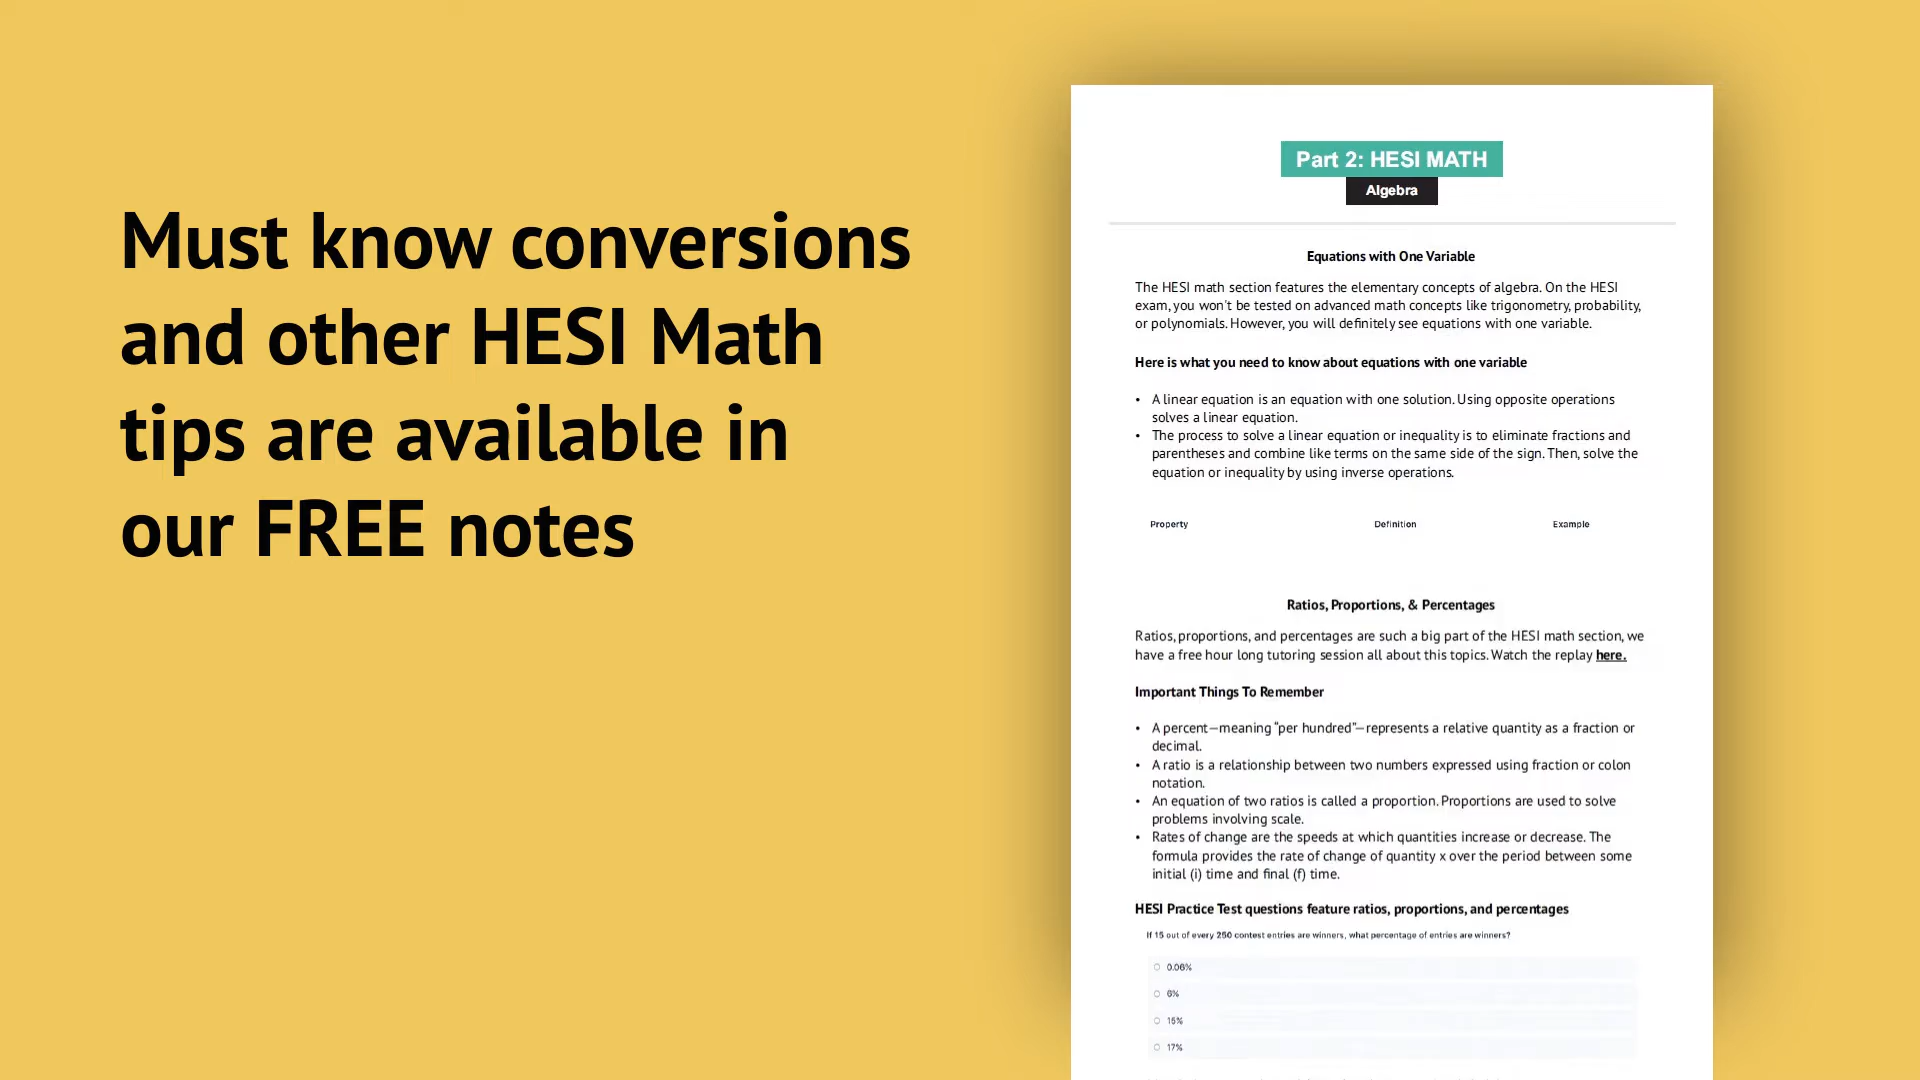 Must know conversions
and other HESI Math
tips are available in
our FREE notes
Part 2: HESI MATH
Algebra
Equations with One Variable
The HESI math section features the elementary concepts of algebra. On the HESI
exam, you won't be tested on advanced math concepts like trigonometry, probability,
or polynomials. However, you will definitely see equations with one variable.
Here is what you need to know about equations with one variable
• A linear equation is an equation with one solution. Using opposite operations
solves a linear equation.
• The process to solve a linear equation or inequality is to eliminate fractions and
parentheses and combine like terms on the same side of the sign. Then, solve the
equation or inequality by using inverse operations.
Property Definition Example
Ratios, Proportions, & Percentages
Ratios, proportions, and percentages are such a big part of the HESI math section, we
have a free hour long tutoring session all about this topics. Watch the replay here.
Important Things To Remember
• A percent—meaning “per hundred”—represents a relative quantity as a fraction or
decimal.
• A ratio is a relationship between two numbers expressed using fraction or colon
notation.
• An equation of two ratios is called a proportion. Proportions are used to solve
problems involving scale.
• Rates of change are the speeds at which quantities increase or decrease. The
formula provides the rate of change of quantity x over the period between some
initial (i) time and final (f) time.
HESI Practice Test questions feature ratios, proportions, and percentages
If 15 out of every 250 contest entries are winners, what percentage of entries are winners?
0.06%
6%
15%
17%